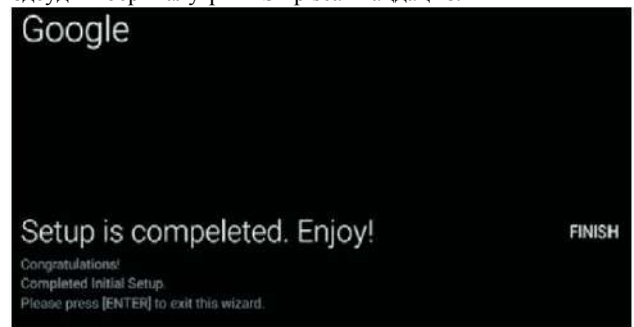 Google
Setup is compeleted. Enjoy!
FINISH
Congratulations!
Completed Initial Setup.
Please press [ENTER] to exit this wizard.